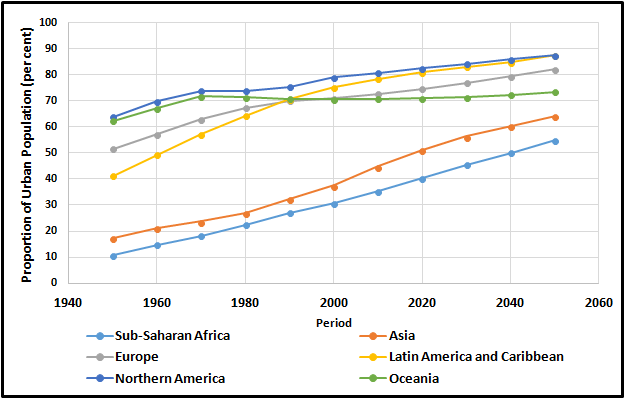 Proportion of Urban Population (per cent)
100
90
80
70
60
50
40
30
20
10
0
1940 1960 1980 2000 2020 2040 2060
Period
Sub-Saharan Africa Asia
Europe Latin America and Caribbean
Northern America Oceania